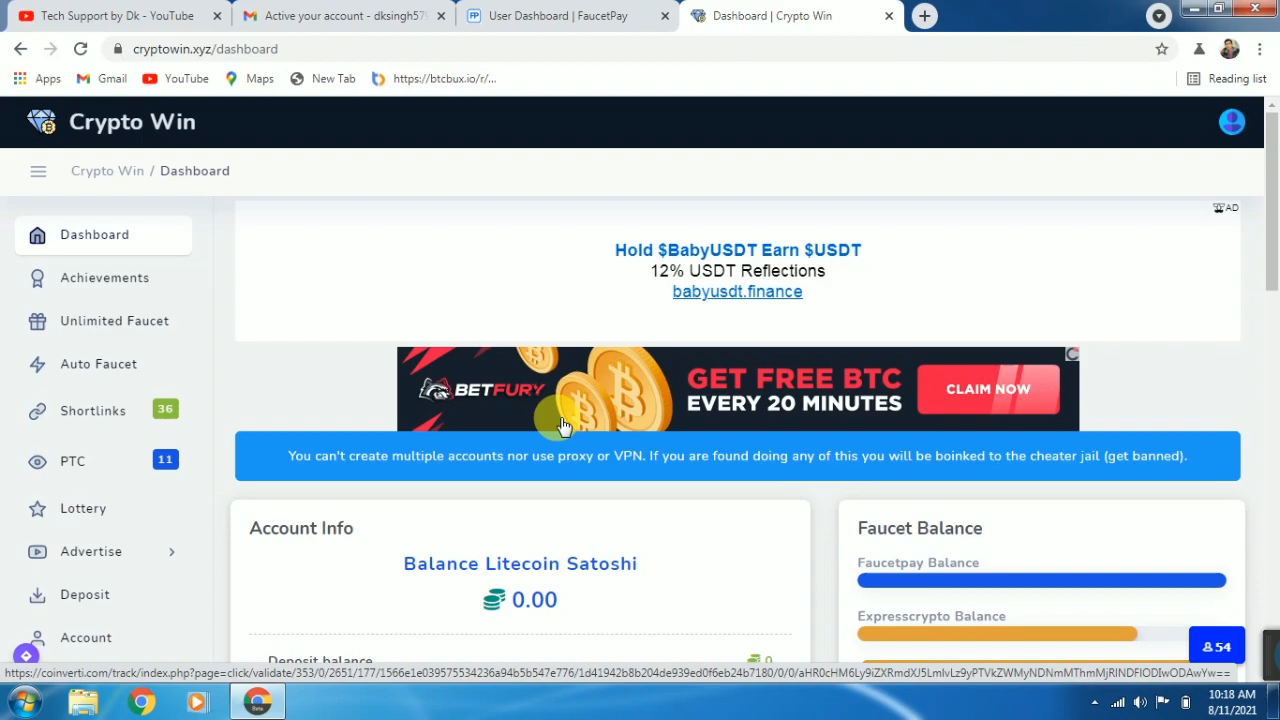 Tech Support by Dk - YouTube
Active your account - dksingh57
User Dashboard | FaucetPay
Dashboard | Crypto Win
cryptowin.xyz/dashboard
Apps
Gmail
YouTube
Maps
New Tab
https://btcbux.io/r/...
Reading list
Crypto Win
Crypto Win / Dashboard
Dashboard
Achievements
Unlimited Faucet
Auto Faucet
Shortlinks 36
PTC 11
Lottery
Advertise
Deposit
Account
AD
Hold $BabyUSDT Earn $USDT
12% USDT Reflections
babyusdt.finance
BETFURY
GET FREE BTC
EVERY 20 MINUTES
CLAIM NOW
You can't create multiple accounts nor use proxy or VPN. If you are found doing any of this you will be boinked to the cheater jail (get banned).
Account Info
Balance Litecoin Satoshi
0.00
Deposit balance
0
Faucet Balance
Faucetpay Balance
Expresscrypto Balance
54
10:18 AM
8/11/2021